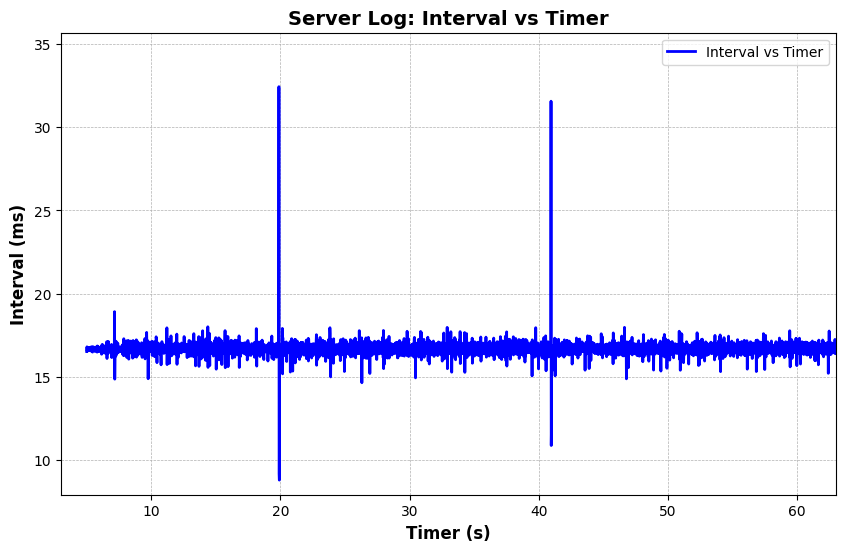 Server Log: Interval vs Timer
Interval vs Timer
35
30
25
20
15
10
Interval (ms)
10 20 30 40 50 60
Timer (s)